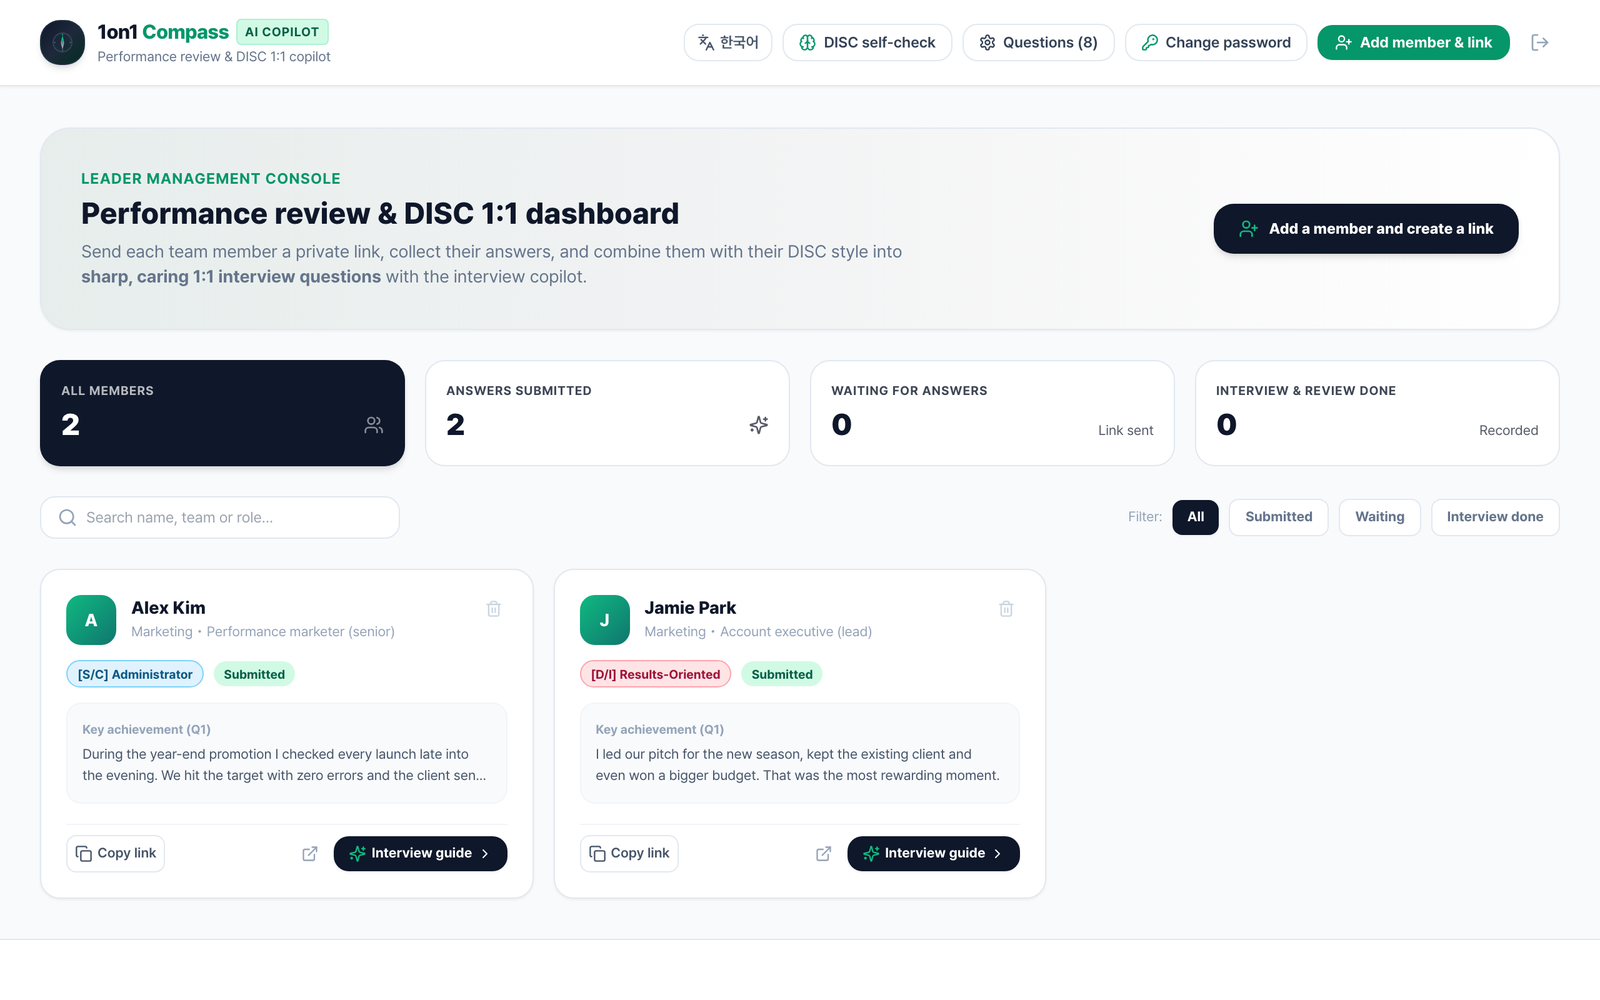 1on1 Compass AI COPILOT
Performance review & DISC 1:1 copilot
한국어
DISC self-check
Questions (8)
Change password
Add member & link
LEADER MANAGEMENT CONSOLE
Performance review & DISC 1:1 dashboard
Send each team member a private link, collect their answers, and combine them with their DISC style into
sharp, caring 1:1 interview questions with the interview copilot.
Add a member and create a link
ALL MEMBERS
2
ANSWERS SUBMITTED
2
WAITING FOR ANSWERS
0
Link sent
INTERVIEW & REVIEW DONE
0
Recorded
Search name, team or role...
Filter:
All
Submitted
Waiting
Interview done
A
Alex Kim
Marketing • Performance marketer (senior)
[S/C] Administrator
Submitted
Key achievement (Q1)
During the year-end promotion I checked every launch late into
the evening. We hit the target with zero errors and the client sen...
Copy link
Interview guide
J
Jamie Park
Marketing • Account executive (lead)
[D/I] Results-Oriented
Submitted
Key achievement (Q1)
I led our pitch for the new season, kept the existing client and
even won a bigger budget. That was the most rewarding moment.
Copy link
Interview guide